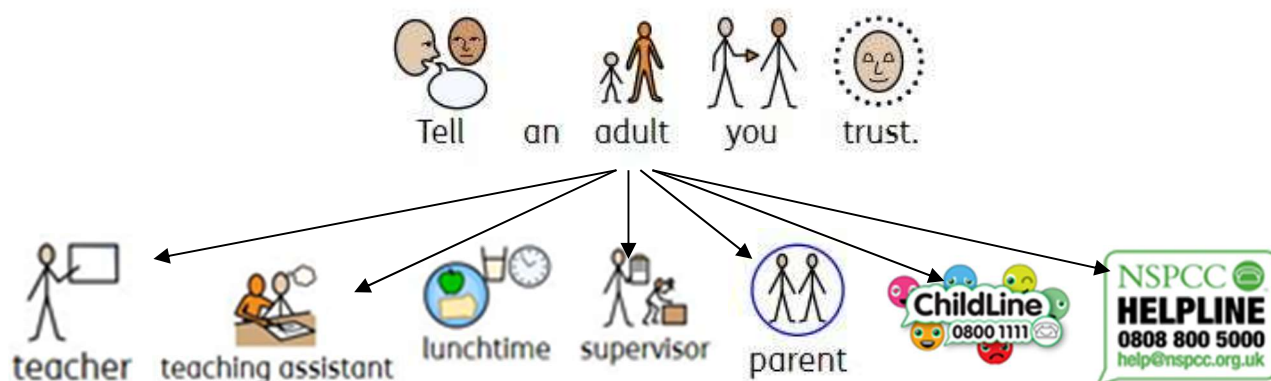 Tell an adult you trust.
teacher
teaching assistant
lunchtime supervisor
parent
ChildLine
0800 1111
NSPCC
HELPLINE
0808 800 5000
help@nspcc.org.uk